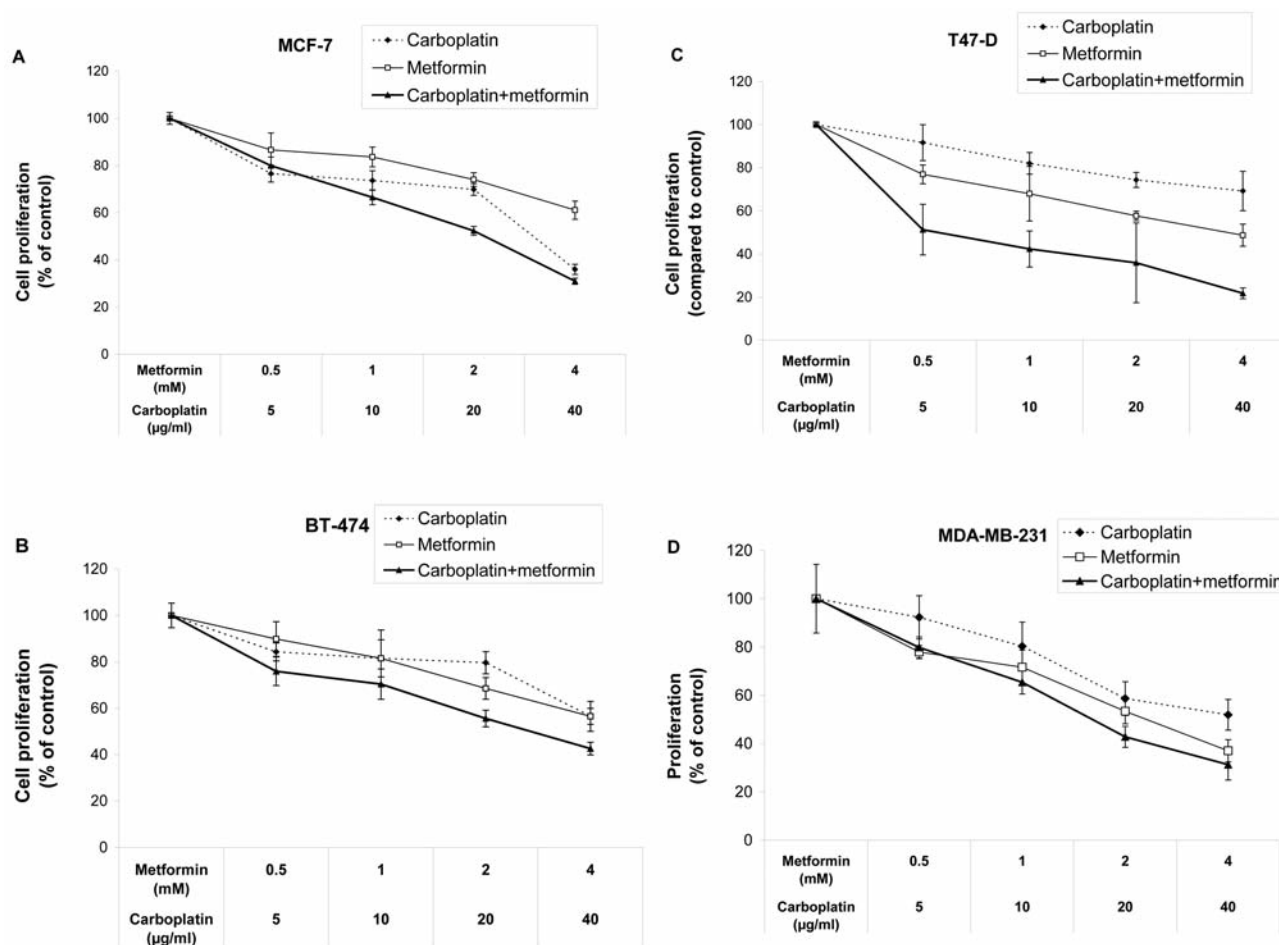 A
MCF-7
Carboplatin
Metformin
Carboplatin+metformin
Cell proliferation
(% of control)
120
100
80
60
40
20
0
Metformin
(mM)
0.5 1 2 4
Carboplatin
(µg/ml)
5 10 20 40
C
T47-D
Carboplatin
Metformin
Carboplatin+metformin
Cell proliferation
(compared to control)
120
100
80
60
40
20
0
Metformin
(mM)
0.5 1 2 4
Carboplatin
(µg/ml)
5 10 20 40
B
BT-474
Carboplatin
Metformin
Carboplatin+metformin
Cell proliferation
(% of control)
120
100
80
60
40
20
0
Metformin
(mM)
0.5 1 2 4
Carboplatin
(µg/ml)
5 10 20 40
D
MDA-MB-231
Carboplatin
Metformin
Carboplatin+metformin
Proliferation
(% of control)
120
100
80
60
40
20
0
Metformin
(mM)
0.5 1 2 4
Carboplatin
(µg/ml)
5 10 20 40